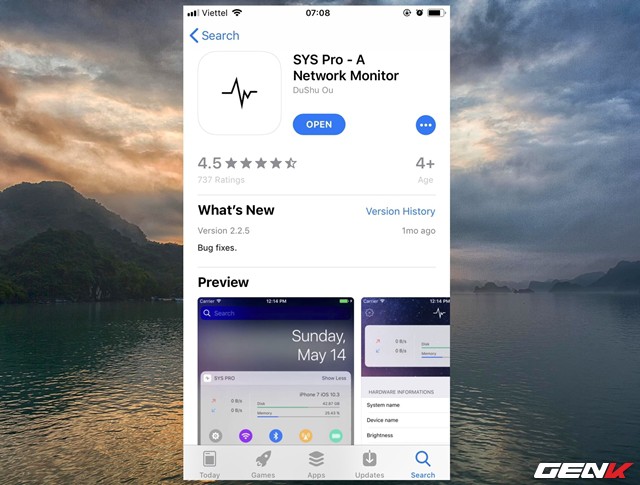 Viettel
07:08
Search
SYS Pro - A
Network Monitor
DuShu Ou
OPEN
4.5
4+
737 Ratings
Age
What's New
Version History
Version 2.2.5
1mo ago
Bug fixes.
Preview
Carrier
12:14 PM
Search
Sunday,
May 14
SYS PRO
Show Less
iPhone 7 iOS 10.3
0 B/s
Disk
0 B/s
Memory
Carrier
12:14 PM
0 B/s
Disk
0 B/s
Memory
HARDWARE INFORMATIONS
System name
Device name
Brightness
Today
Games
Apps
Updates
Search
GENK